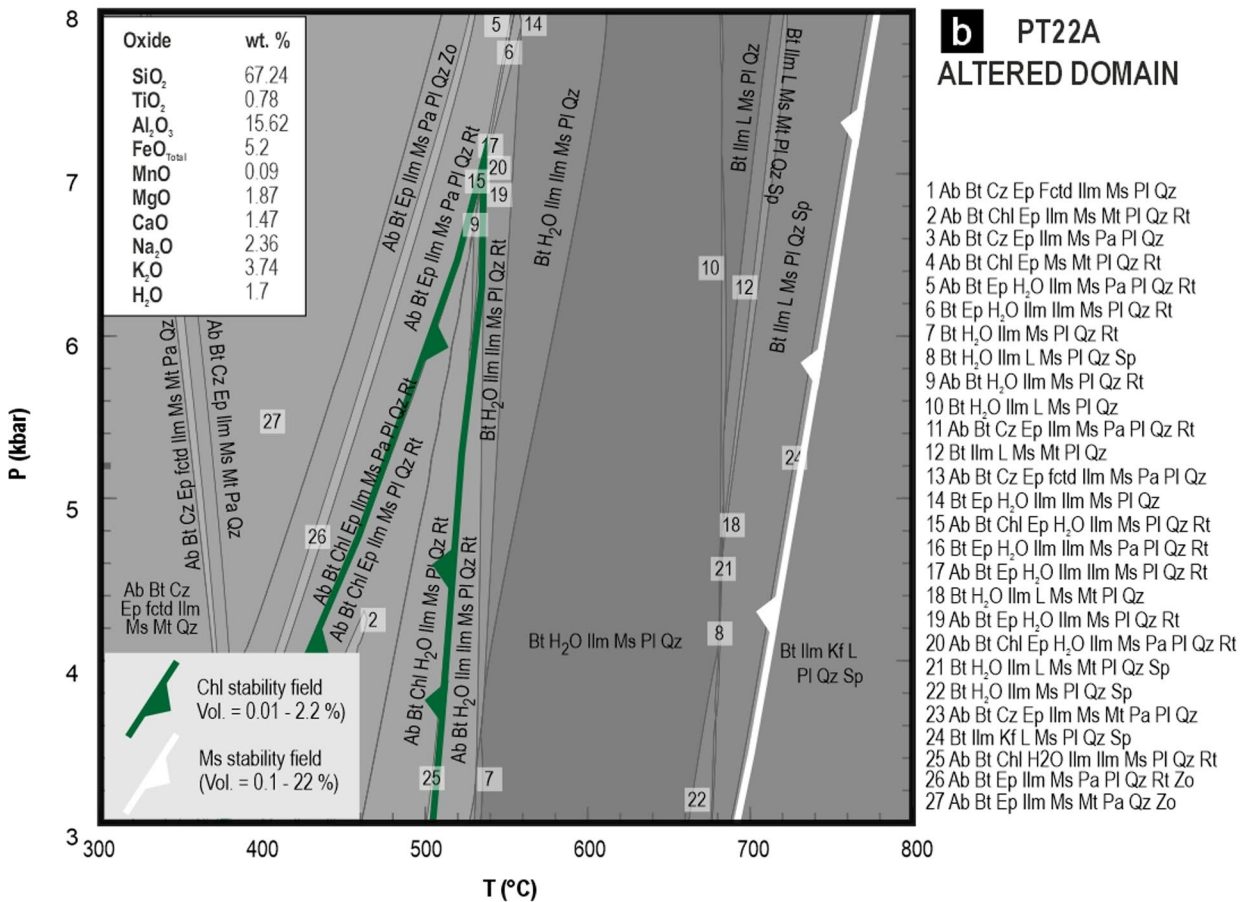 b PT22A
ALTERED DOMAIN
Oxide wt. %
SiO₂ 67.24
TiO₂ 0.78
Al₂O₃ 15.62
FeO_Total 5.2
MnO 0.09
MgO 1.87
CaO 1.47
Na₂O 2.36
K₂O 3.74
H₂O 1.7
P (kbar)
8
7
6
5
4
3
300 400 500 600 700 800
T (°C)
Ab Bt Cz Ep fctd Ilm Ms Mt Pa Qz
Ab Bt Cz Ep Ilm Ms Mt Pa Qz
Ab Bt Cz
Ep fctd Ilm
Ms Mt Qz
Ab Bt Ep Ilm Ms Pa Pl Qz Zo
Ab Bt Ep Ilm Ms Pa Pl Qz Rt
Ab Bt Chl Ep Ilm Ms Pa Pl Qz Rt
Ab Bt Chl Ep Ilm Ms Pl Qz Rt
Ab Bt Chl H₂O Ilm Ms Pl Qz Rt
Ab Bt H₂O Ilm Ilm Ms Pl Qz Rt
Bt H₂O Ilm Ilm Ms Pl Qz Rt
Bt H₂O Ilm Ilm Ms Pl Qz
Bt H₂O Ilm Ms Pl Qz
Bt Ilm L Ms Pl Qz
Bt Ilm L Ms Mt Pl Qz Sp
Bt Ilm L Ms Pl Qz Sp
Bt Ilm Kf L
Pl Qz Sp
5
14
6
17
20
15
19
9
10
12
27
24
26
18
21
2
8
25
7
22
Chl stability field
Vol. = 0.01 - 2.2 %)
Ms stability field
(Vol. = 0.1 - 22 %)
1 Ab Bt Cz Ep Fctd Ilm Ms Pl Qz
2 Ab Bt Chl Ep Ilm Ms Mt Pl Qz Rt
3 Ab Bt Cz Ep Ilm Ms Pa Pl Qz
4 Ab Bt Chl Ep Ms Mt Pl Qz Rt
5 Ab Bt Ep H₂O Ilm Ms Pa Pl Qz Rt
6 Bt Ep H₂O Ilm Ilm Ms Pl Qz Rt
7 Bt H₂O Ilm Ms Pl Qz Rt
8 Bt H₂O Ilm L Ms Pl Qz Sp
9 Ab Bt H₂O Ilm Ms Pl Qz Rt
10 Bt H₂O Ilm L Ms Pl Qz
11 Ab Bt Cz Ep Ilm Ms Pa Pl Qz Rt
12 Bt Ilm L Ms Mt Pl Qz
13 Ab Bt Cz Ep fctd Ilm Ms Pa Pl Qz
14 Bt Ep H₂O Ilm Ilm Ms Pl Qz
15 Ab Bt Chl Ep H₂O Ilm Ms Pl Qz Rt
16 Bt Ep H₂O Ilm Ilm Ms Pa Pl Qz Rt
17 Ab Bt Ep H₂O Ilm Ilm Ms Pl Qz Rt
18 Bt H₂O Ilm L Ms Mt Pl Qz
19 Ab Bt Ep H₂O Ilm Ms Pl Qz Rt
20 Ab Bt Chl Ep H₂O Ilm Ms Pa Pl Qz Rt
21 Bt H₂O Ilm L Ms Mt Pl Qz Sp
22 Bt H₂O Ilm Ms Pl Qz Sp
23 Ab Bt Cz Ep Ilm Ms Mt Pa Pl Qz
24 Bt Ilm Kf L Ms Pl Qz Sp
25 Ab Bt Chl H2O Ilm Ilm Ms Pl Qz Rt
26 Ab Bt Ep Ilm Ms Pa Pl Qz Rt Zo
27 Ab Bt Ep Ilm Ms Mt Pa Qz Zo